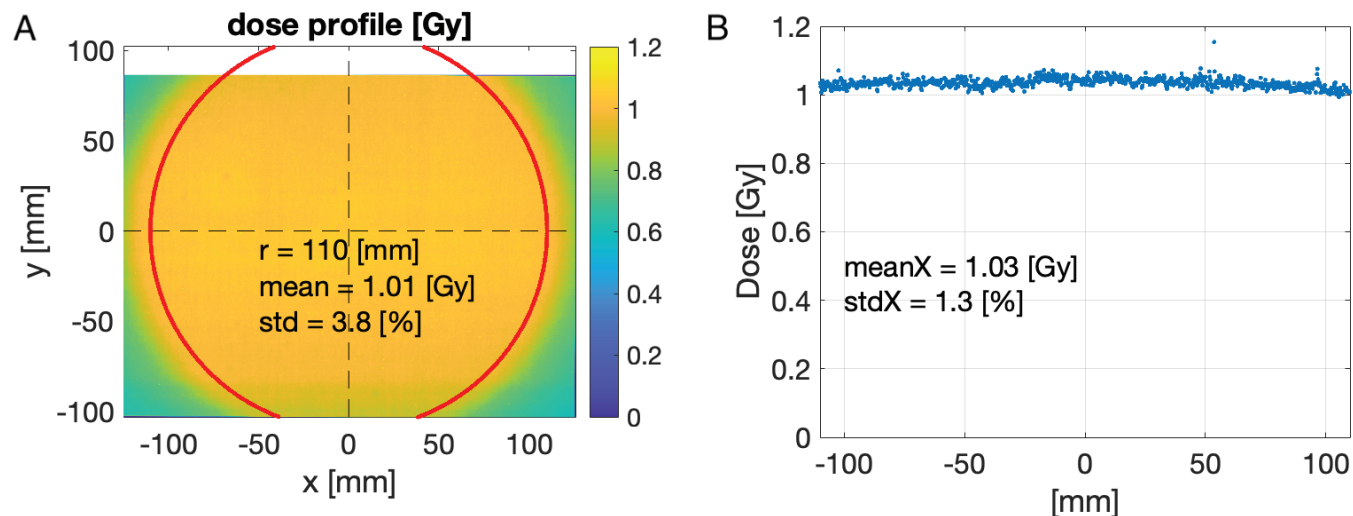 A
dose profile [Gy]
100
50
0
-50
-100
y [mm]
r = 110 [mm]
mean = 1.01 [Gy]
std = 3.8 [%]
-100
-50
0
50
100
x [mm]
1.2
1
0.8
0.6
0.4
0.2
0
B
1.2
1
0.8
0.6
0.4
0.2
0
Dose [Gy]
meanX = 1.03 [Gy]
stdX = 1.3 [%]
-100
-50
0
50
100
[mm]